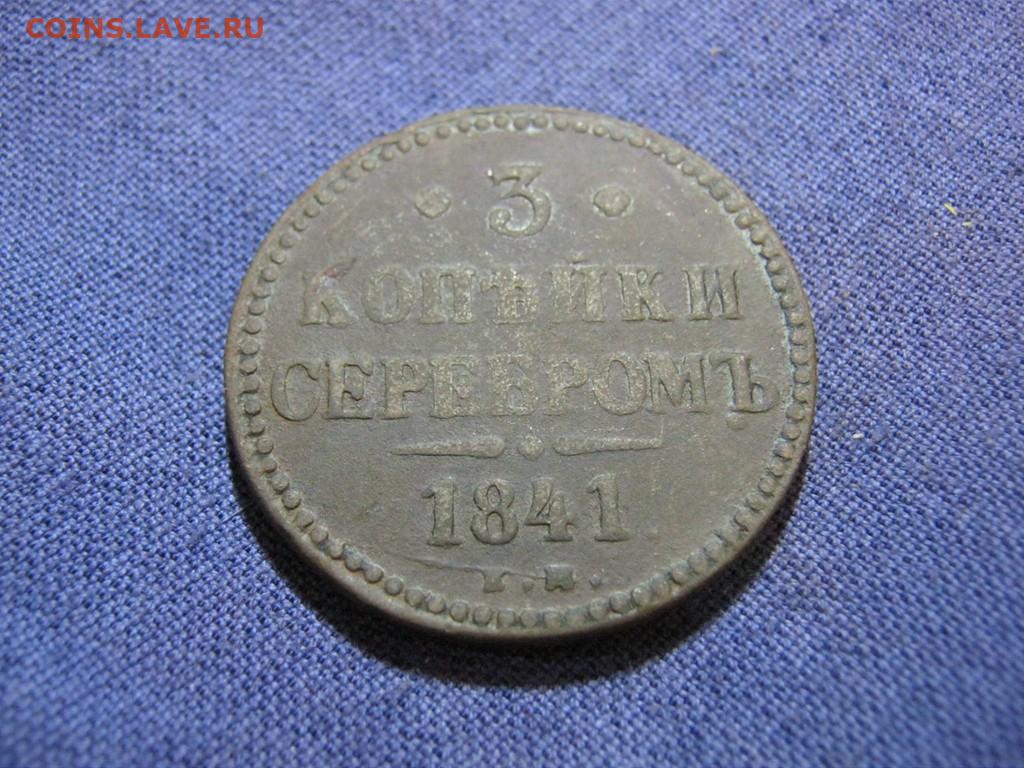 COINS.LAVE.RU
3
КОПѢЙКИ
СЕРЕБРОМЪ
1841